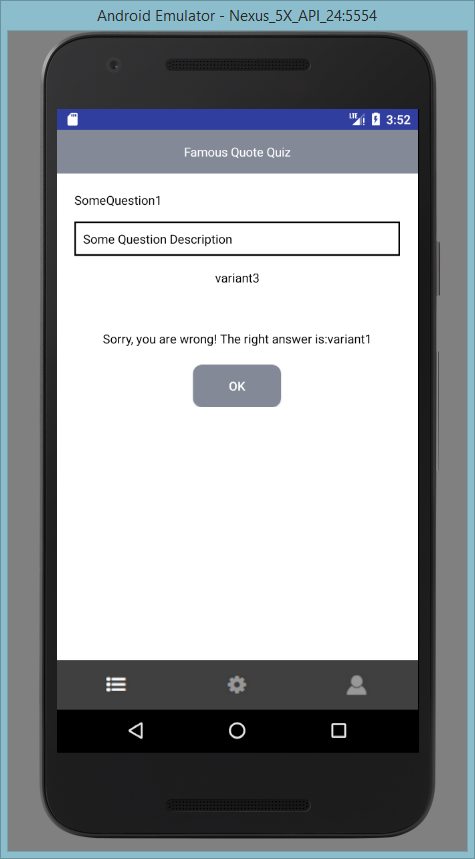 Android Emulator - Nexus_5X_API_24:5554
LTE 3:52
Famous Quote Quiz
SomeQuestion1
Some Question Description
variant3
Sorry, you are wrong! The right answer is:variant1
OK